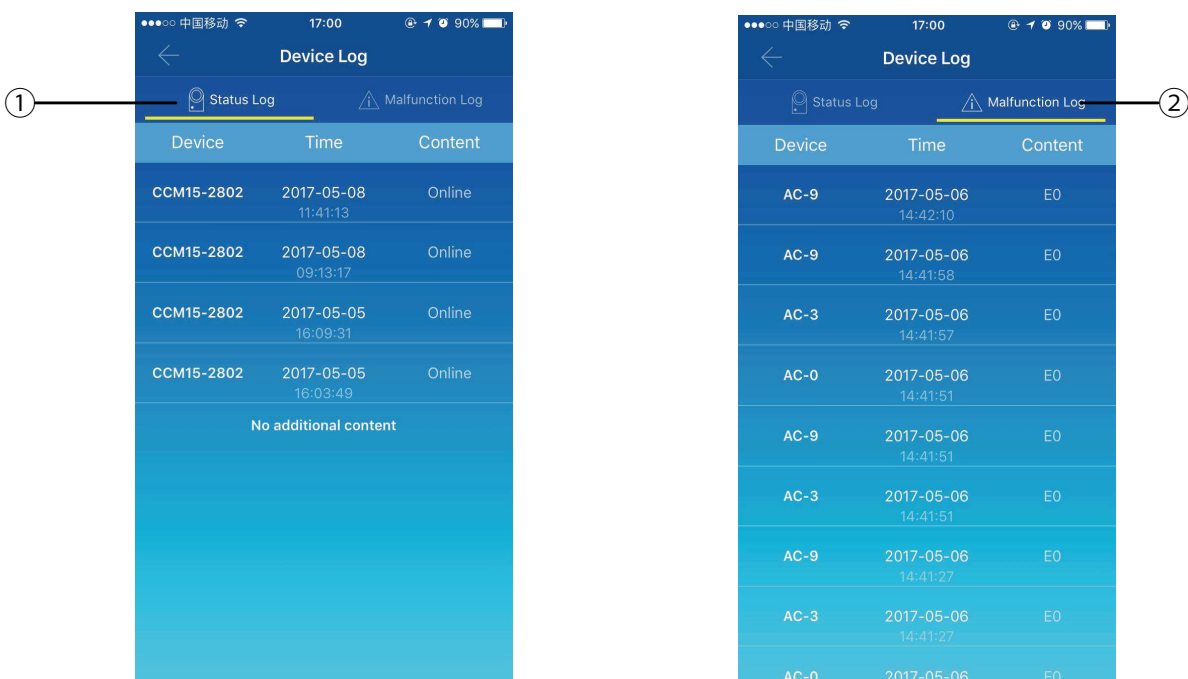 中国移动 17:00 90%
Device Log
① Status Log Malfunction Log
Device Time Content
CCM15-2802 2017-05-08 Online
11:41:13
CCM15-2802 2017-05-08 Online
09:13:17
CCM15-2802 2017-05-05 Online
16:09:31
CCM15-2802 2017-05-05 Online
16:03:49
No additional content
中国移动 17:00 90%
Device Log
Status Log Malfunction Log ②
Device Time Content
AC-9 2017-05-06 E0
14:42:10
AC-9 2017-05-06 E0
14:41:58
AC-3 2017-05-06 E0
14:41:57
AC-0 2017-05-06 E0
14:41:51
AC-9 2017-05-06 E0
14:41:51
AC-3 2017-05-06 E0
14:41:51
AC-9 2017-05-06 E0
14:41:27
AC-3 2017-05-06 E0
14:41:27
AC-0 2017-05-06 E0